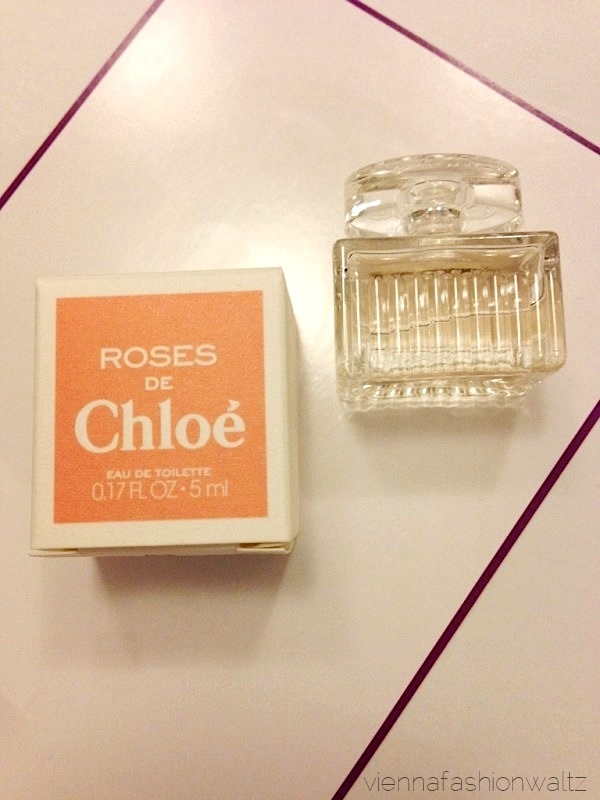 ROSES
DE
Chloé
EAU DE TOILETTE
0.17 FL OZ • 5 ml
viennafashionwaltz